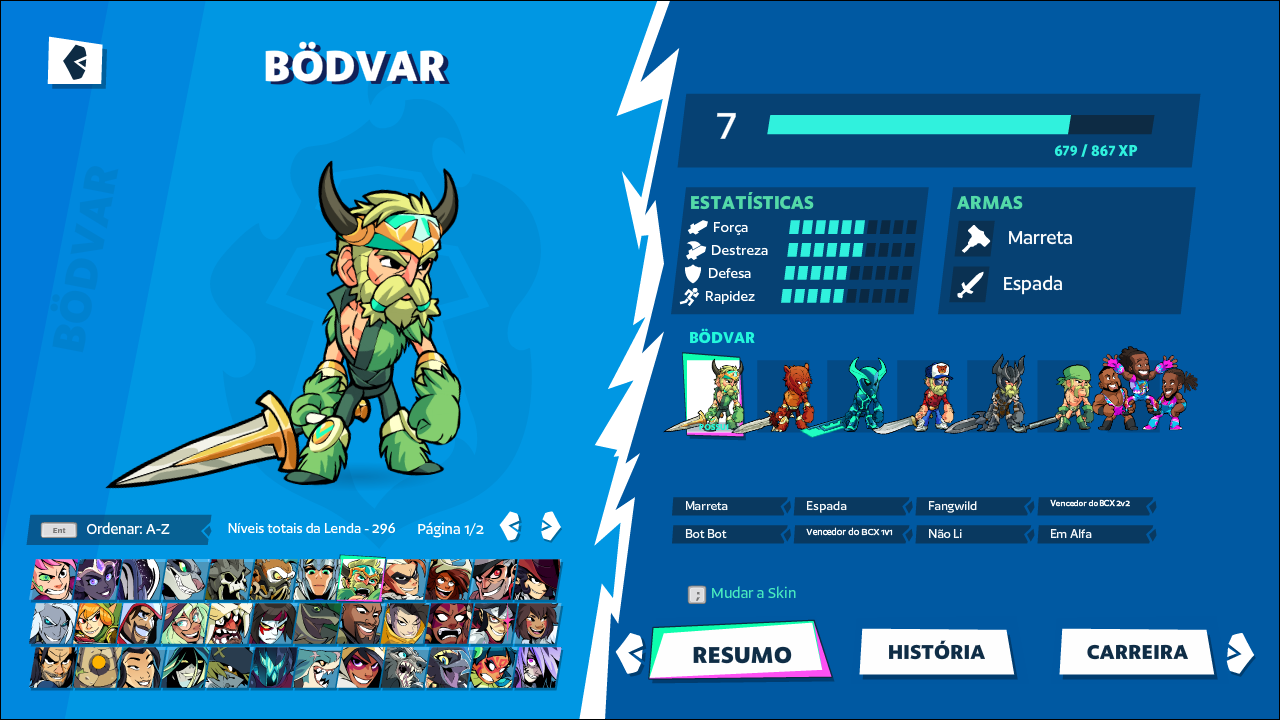 BÖDVAR
BÖDVAR
7
679 / 867 XP
ESTATÍSTICAS
Força
Destreza
Defesa
Rapidez
ARMAS
Marreta
Espada
BÖDVAR
Marreta
Espada
Fangwild
Vencedor do BCX 2v2
Bot Bot
Vencedor do BCX 1v1
Não Li
Em Alfa
Ent
Ordenar: A-Z
Níveis totais da Lenda - 296
Página 1/2
; Mudar a Skin
RESUMO
HISTÓRIA
CARREIRA